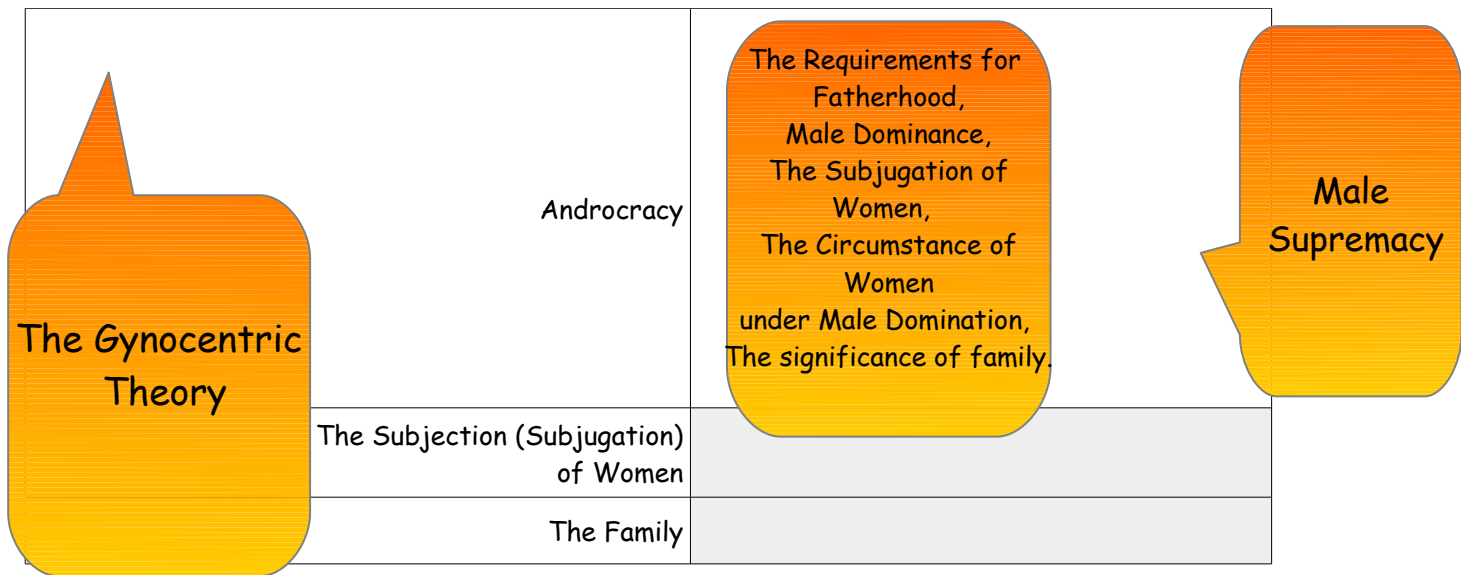 The Gynocentric
Theory
Androcracy
The Requirements for
Fatherhood,
Male Dominance,
The Subjugation of
Women,
The Circumstance of
Women
under Male Domination,
The significance of family.
Male
Supremacy
The Subjection (Subjugation)
of Women
The Family